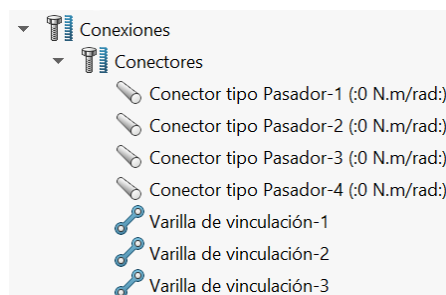 Conexiones
Conectores
Conector tipo Pasador-1 (:0 N.m/rad:)
Conector tipo Pasador-2 (:0 N.m/rad:)
Conector tipo Pasador-3 (:0 N.m/rad:)
Conector tipo Pasador-4 (:0 N.m/rad:)
Varilla de vinculación-1
Varilla de vinculación-2
Varilla de vinculación-3